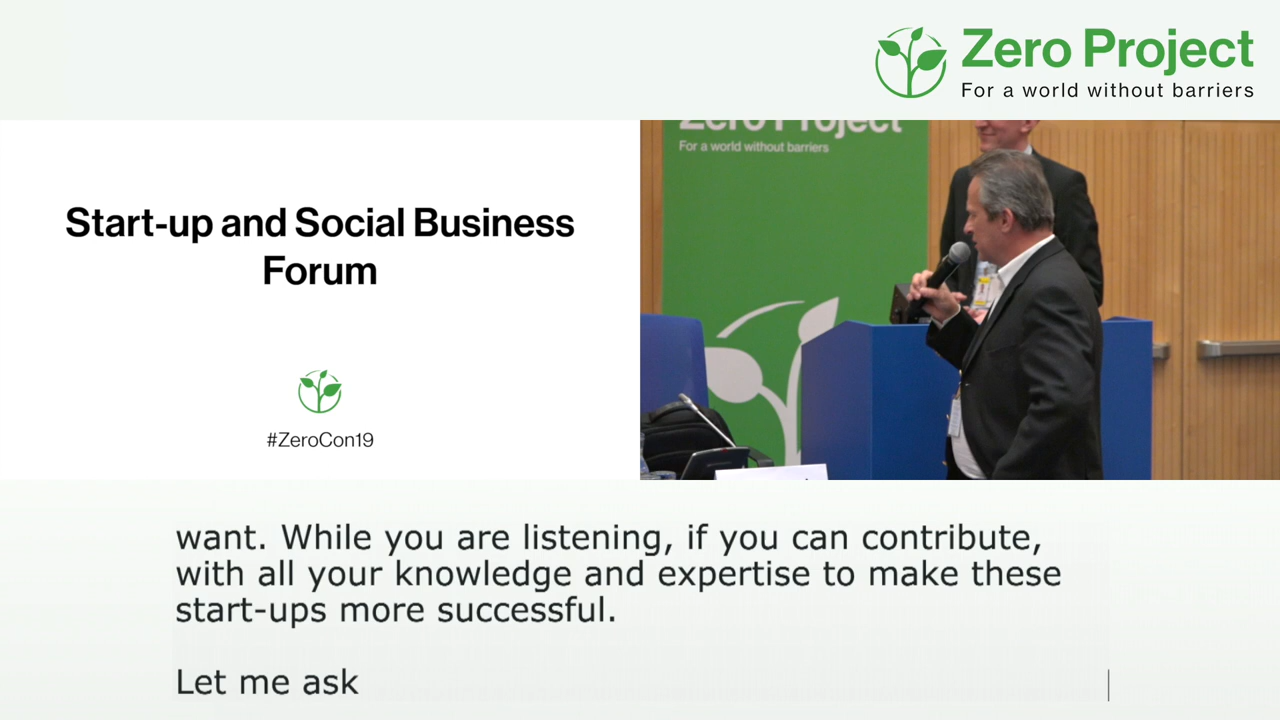 Zero Project
For a world without barriers
Start-up and Social Business
Forum
#ZeroCon19
Zero Project
For a world without barriers
want. While you are listening, if you can contribute,
with all your knowledge and expertise to make these
start-ups more successful.
Let me ask